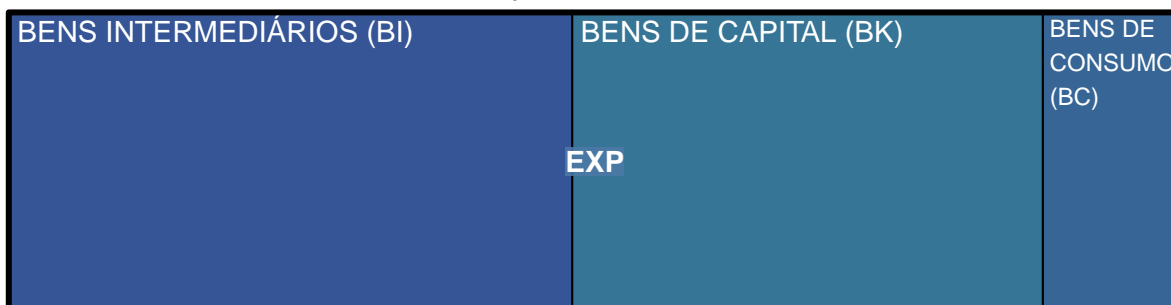 BENS INTERMEDIÁRIOS (BI)
BENS DE CAPITAL (BK)
BENS DE
CONSUMO
(BC)
EXP